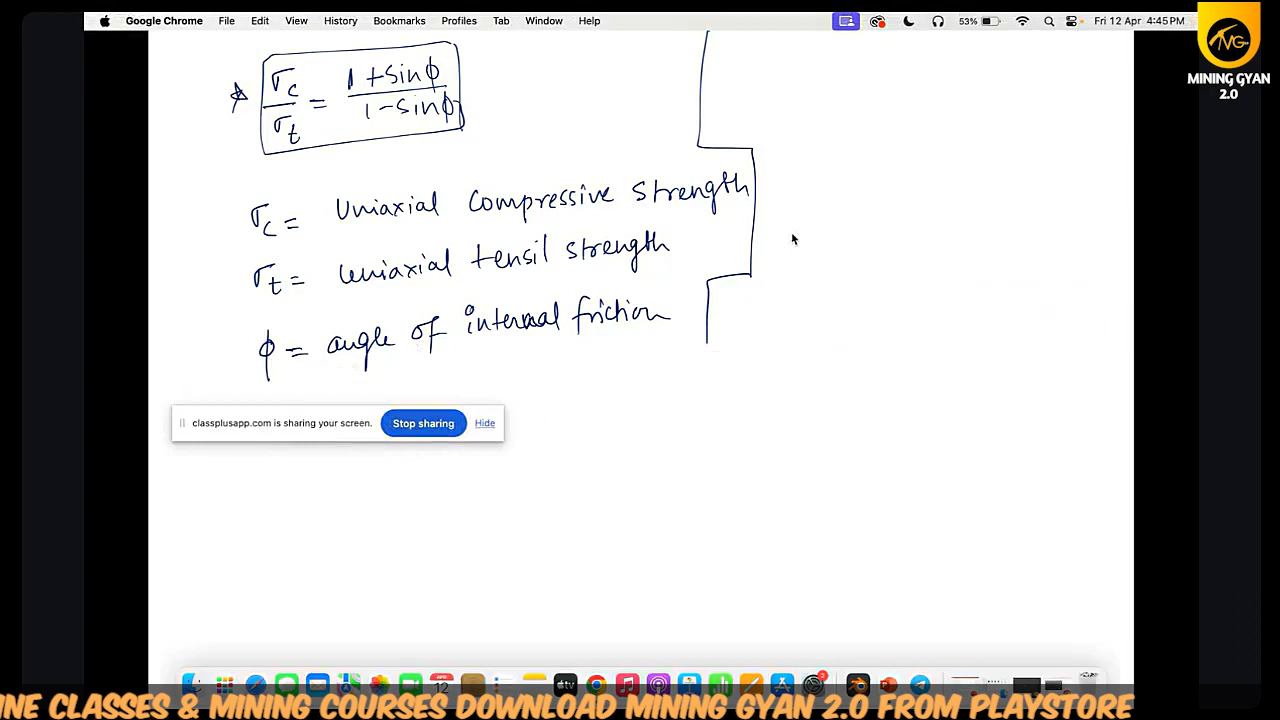 Google Chrome File Edit View History Bookmarks Profiles Tab Window Help 53% Fri 12 Apr 4:45 PM
MINING GYAN
2.0
σc/σt = 1+sinϕ/1-sinϕ
σc = Uniaxial Compressive Strength
σt = Uniaxial tensil strength
ϕ = angle of internal friction
classplusapp.com is sharing your screen. Stop sharing Hide
NE CLASSES & MINING COURSES DOWNLOAD MINING GYAN 2.0 FROM PLAYSTORE